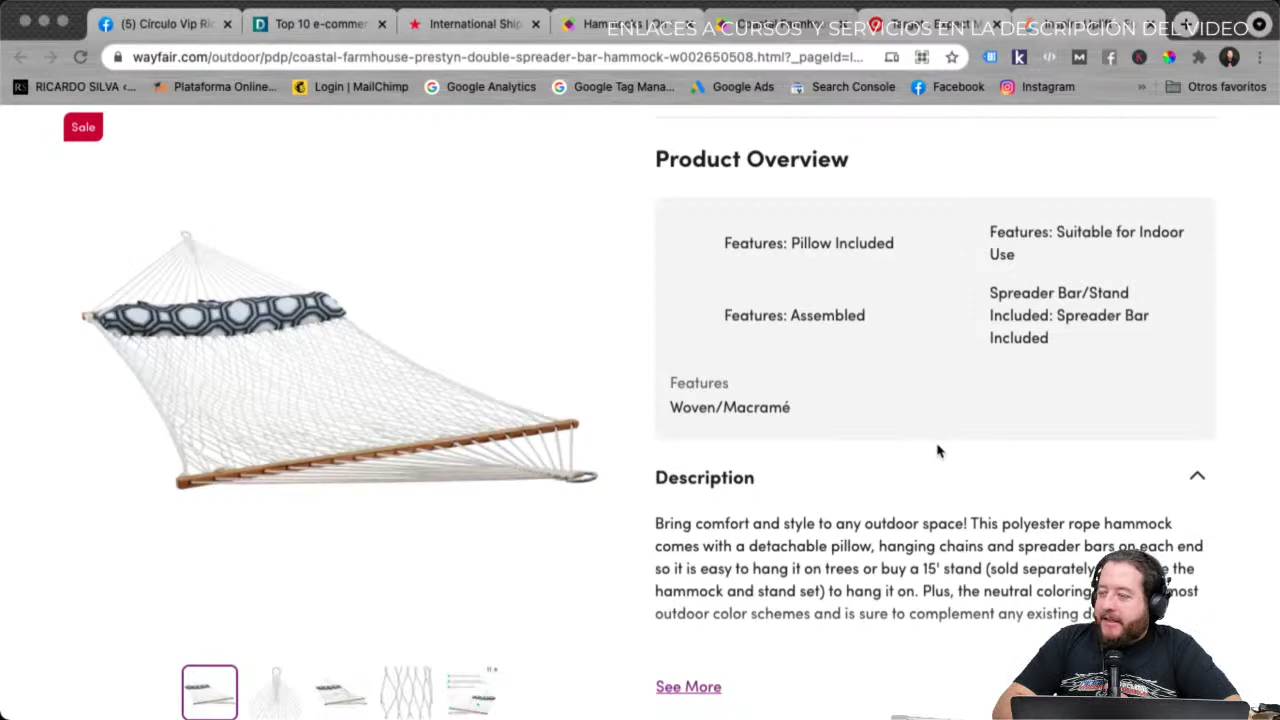 (5) Círculo Vip Ric
Top 10 e-commer
International Ship
ENLACES A CURSOS Y SERVICIOS EN LA DESCRIPCIÓN DEL VIDEO
wayfair.com/outdoor/pdp/coastal-farmhouse-prestyn-double-spreader-bar-hammock-w002650508.html?_pageId=I...
RICARDO SILVA <...
Plataforma Online...
Login | MailChimp
Google Analytics
Google Tag Mana...
Google Ads
Search Console
Facebook
Instagram
»
Otros favoritos
Sale
Product Overview
Features: Pillow Included
Features: Suitable for Indoor
Use
Features: Assembled
Spreader Bar/Stand
Included: Spreader Bar
Included
Features
Woven/Macramé
Description
Bring comfort and style to any outdoor space! This polyester rope hammock
comes with a detachable pillow, hanging chains and spreader bars on each end
so it is easy to hang it on trees or buy a 15' stand (sold separately the
hammock and stand set) to hang it on. Plus, the neutral coloring most
outdoor color schemes and is sure to complement any existing
See More